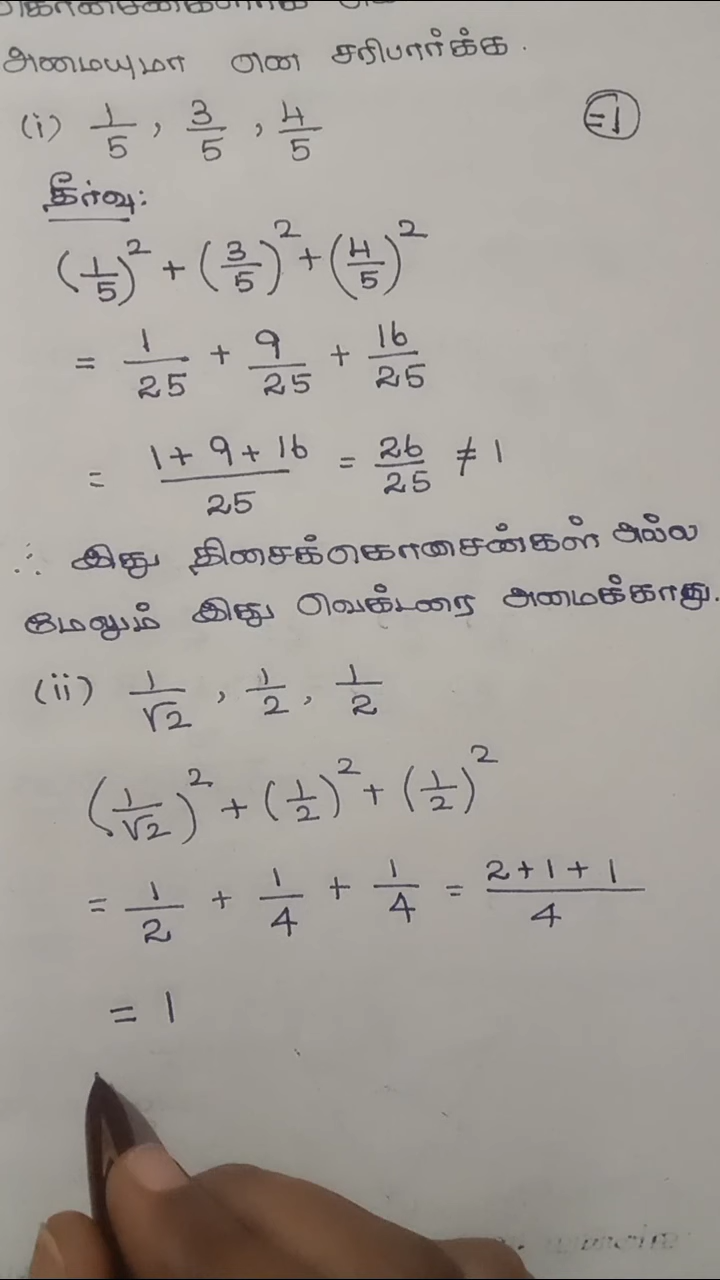 அமையுமா என சரிபார்க்க.
(i) 1/5, 3/5, 4/5 =1
தீர்வு:
(1/5)² + (3/5)² + (4/5)²
= 1/25 + 9/25 + 16/25
= (1+9+16)/25 = 26/25 ≠ 1
∴ இது திசைக்கொசைன்கள் அல்ல
மேலும் இது வெக்டரை அமைக்காது.
(ii) 1/√2, 1/2, 1/2
(1/√2)² + (1/2)² + (1/2)²
= 1/2 + 1/4 + 1/4 = (2+1+1)/4
= 1